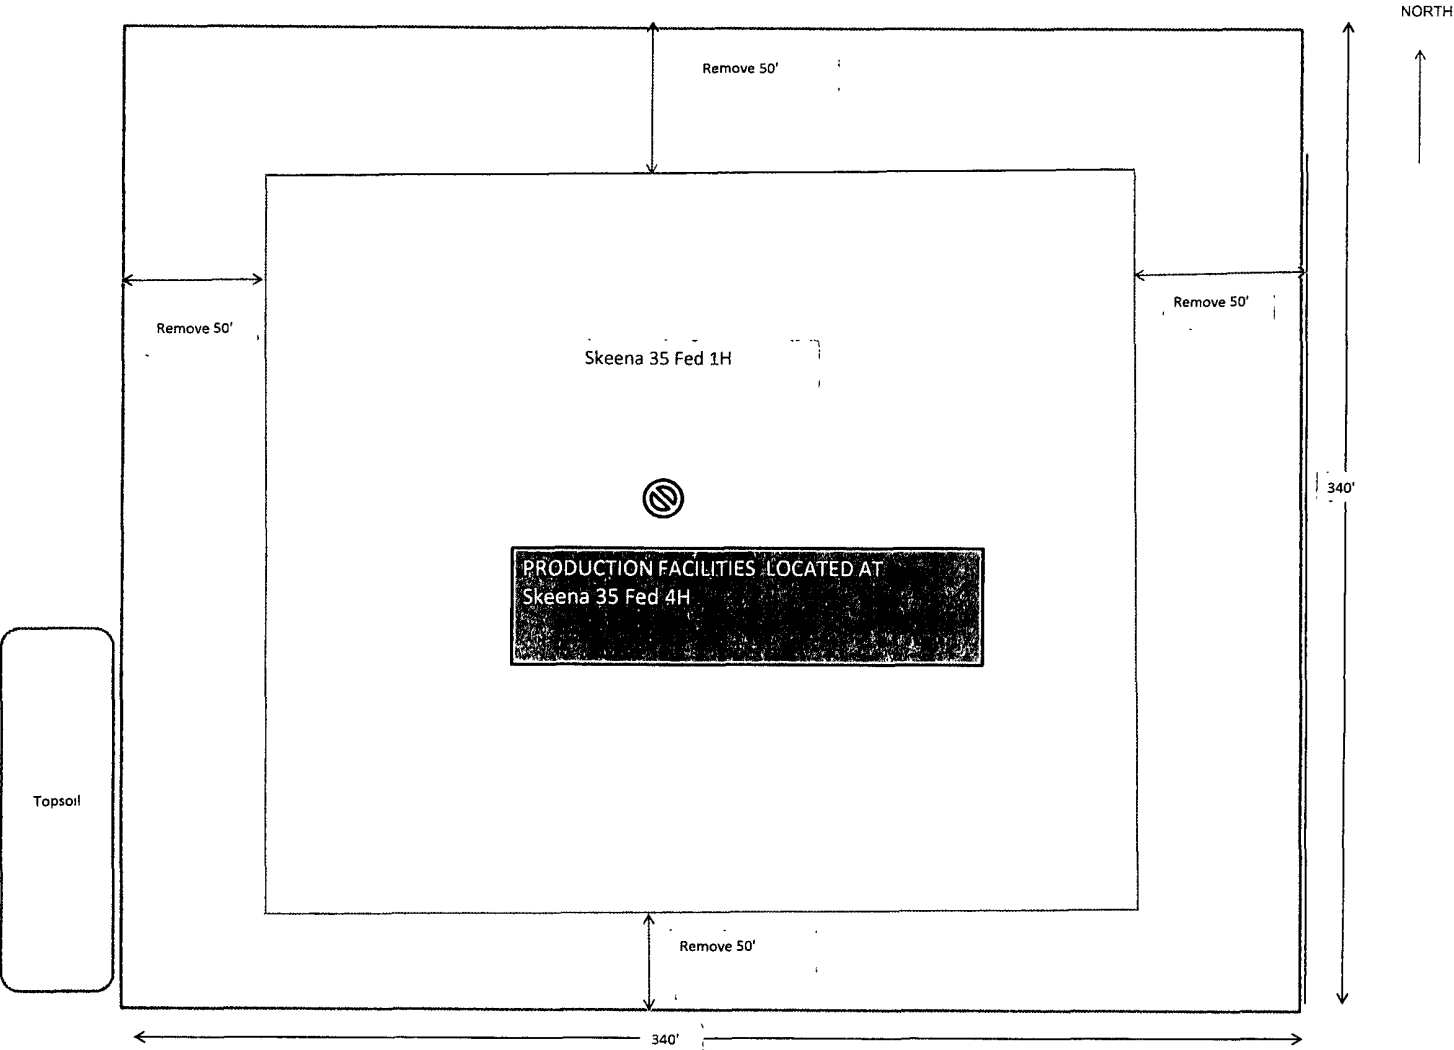 NORTH
Remove 50'
Remove 50'
Remove 50'
Skeena 35 Fed 1H
340'
PRODUCTION FACILITIES LOCATED AT
Skeena 35 Fed 4H
Topsoil
Remove 50'
340'